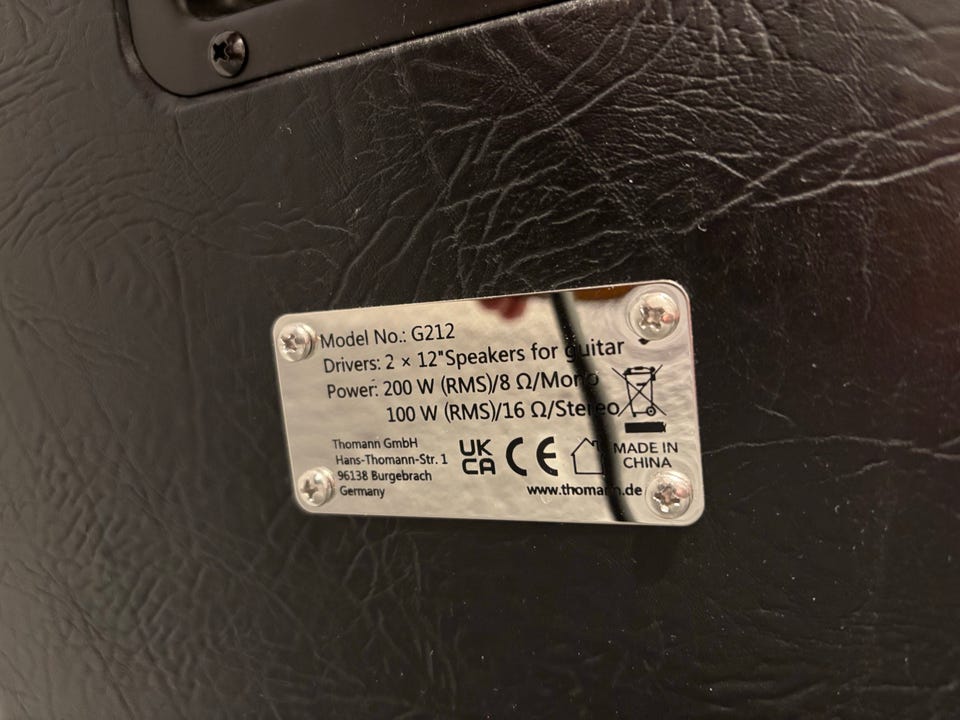 Model No.: G212
Drivers: 2 × 12"Speakers for guitar
Power: 200 W (RMS)/8 Ω/Mono
100 W (RMS)/16 Ω/Stereo
Thomann GmbH
Hans-Thomann-Str. 1
96138 Burgebrach
Germany
UK
CA
CE
MADE IN
CHINA
www.thomann.de